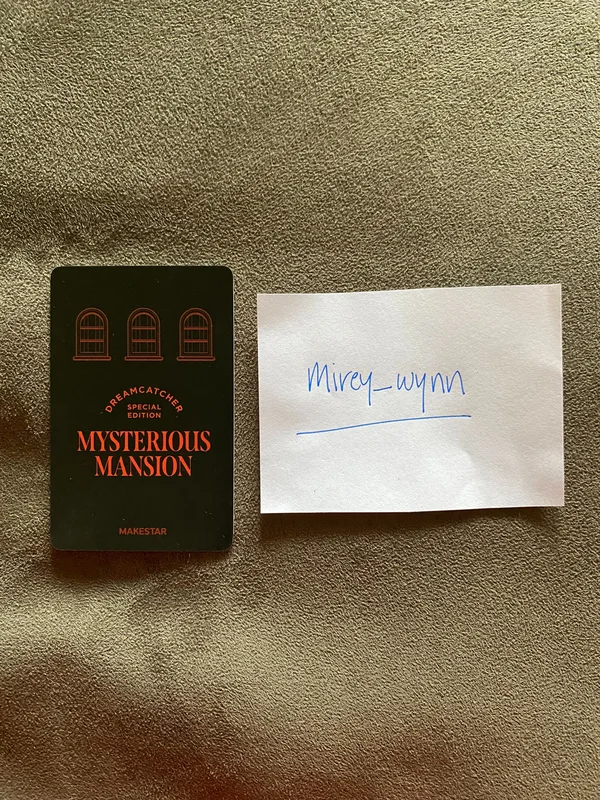 DREAMCATCHER
SPECIAL
EDITION
MYSTERIOUS
MANSION
MAKESTAR
mirey_wynn